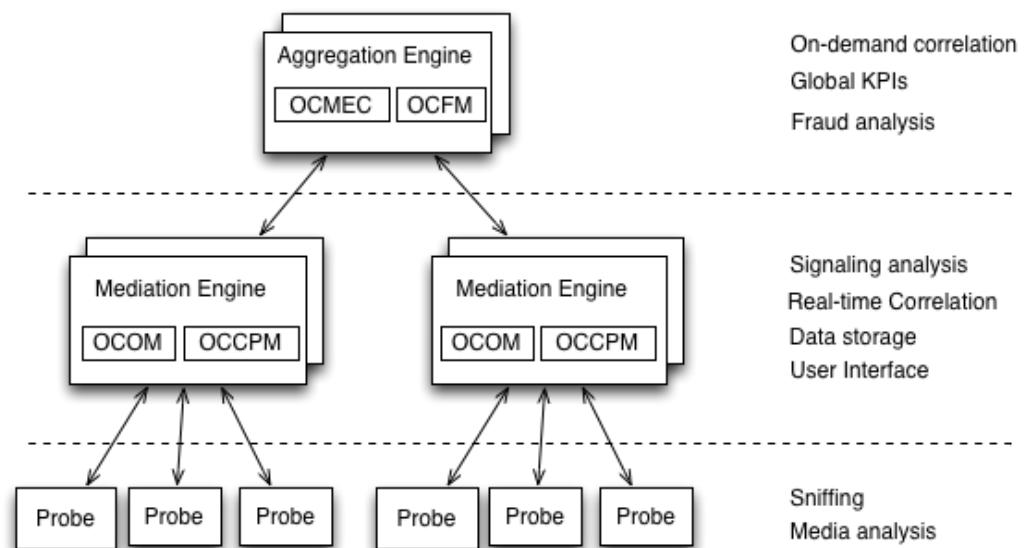 Aggregation Engine
OCMEC
OCFM
On-demand correlation
Global KPIs
Fraud analysis
Mediation Engine
OCOM
OCCPM
Mediation Engine
OCOM
OCCPM
Signaling analysis
Real-time Correlation
Data storage
User Interface
Probe
Probe
Probe
Probe
Probe
Probe
Sniffing
Media analysis